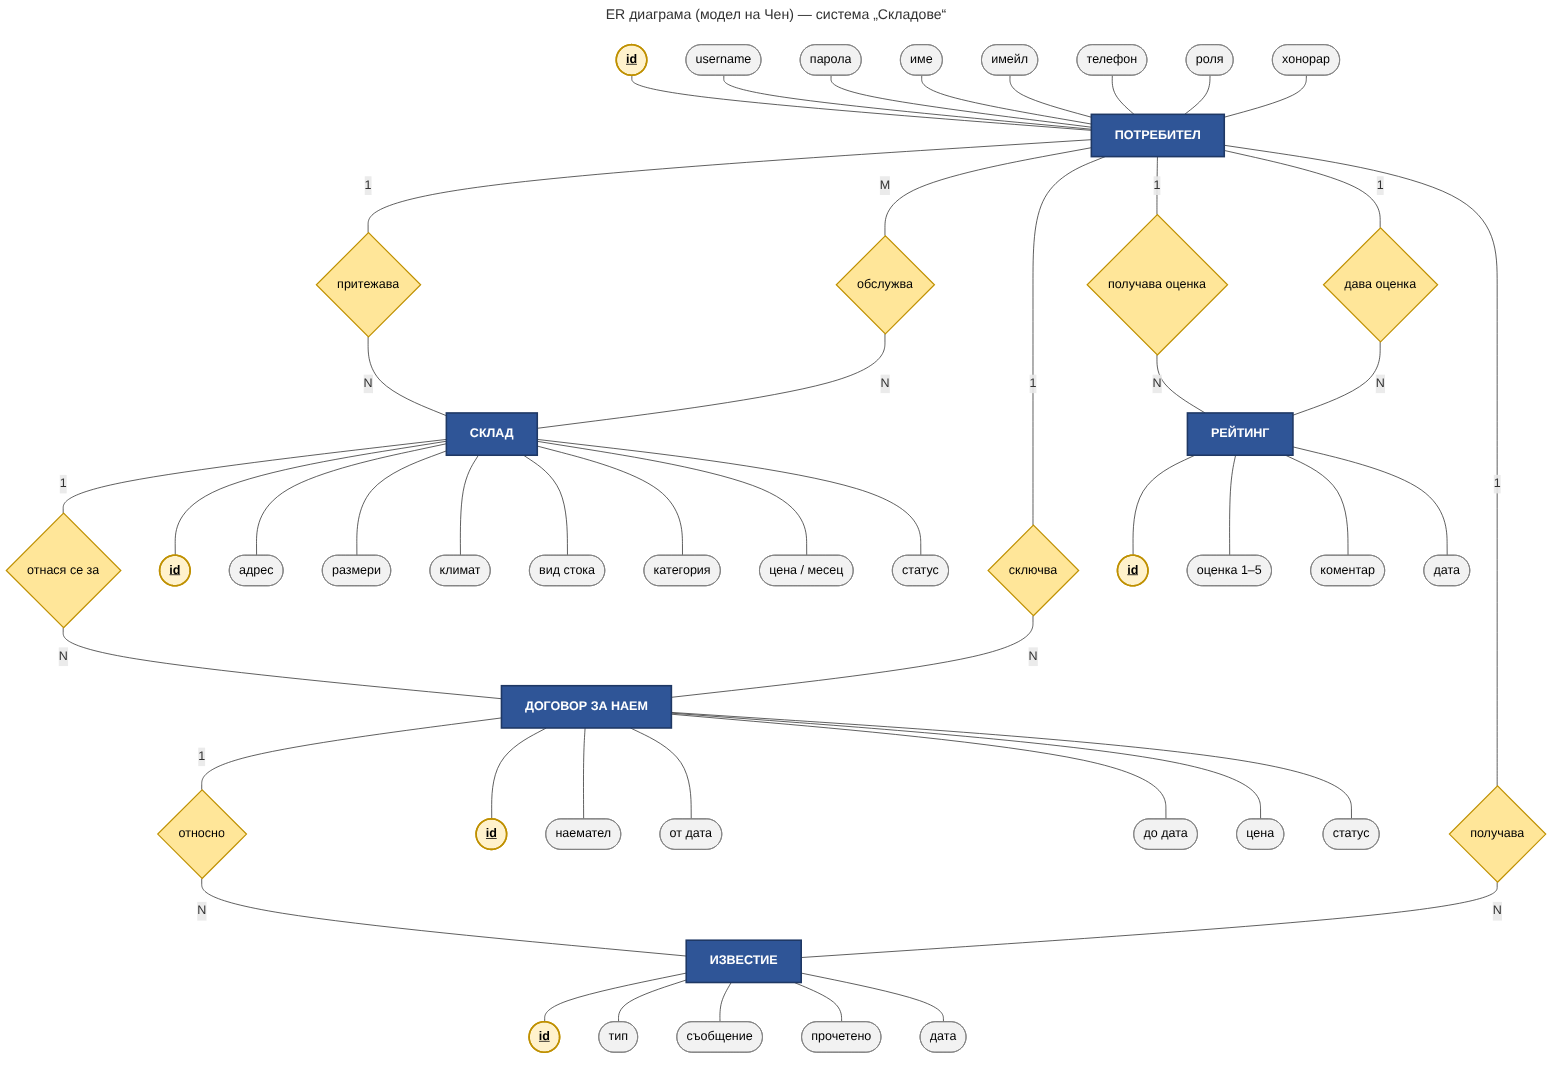 ER диаграма (модел на Чен) — система „Складове“
id
username
парола
име
имейл
телефон
роля
хонорар
ПОТРЕБИТЕЛ
1
M
1
1
притежава
обслужва
получава оценка
дава оценка
N
N
1
N
N
СКЛАД
РЕЙТИНГ
1
1
отнася се за
id
адрес
размери
климат
вид стока
категория
цена / месец
статус
сключва
id
оценка 1–5
коментар
дата
N
N
ДОГОВОР ЗА НАЕМ
1
относно
id
наемател
от дата
до дата
цена
статус
получава
N
N
ИЗВЕСТИЕ
id
тип
съобщение
прочетено
дата